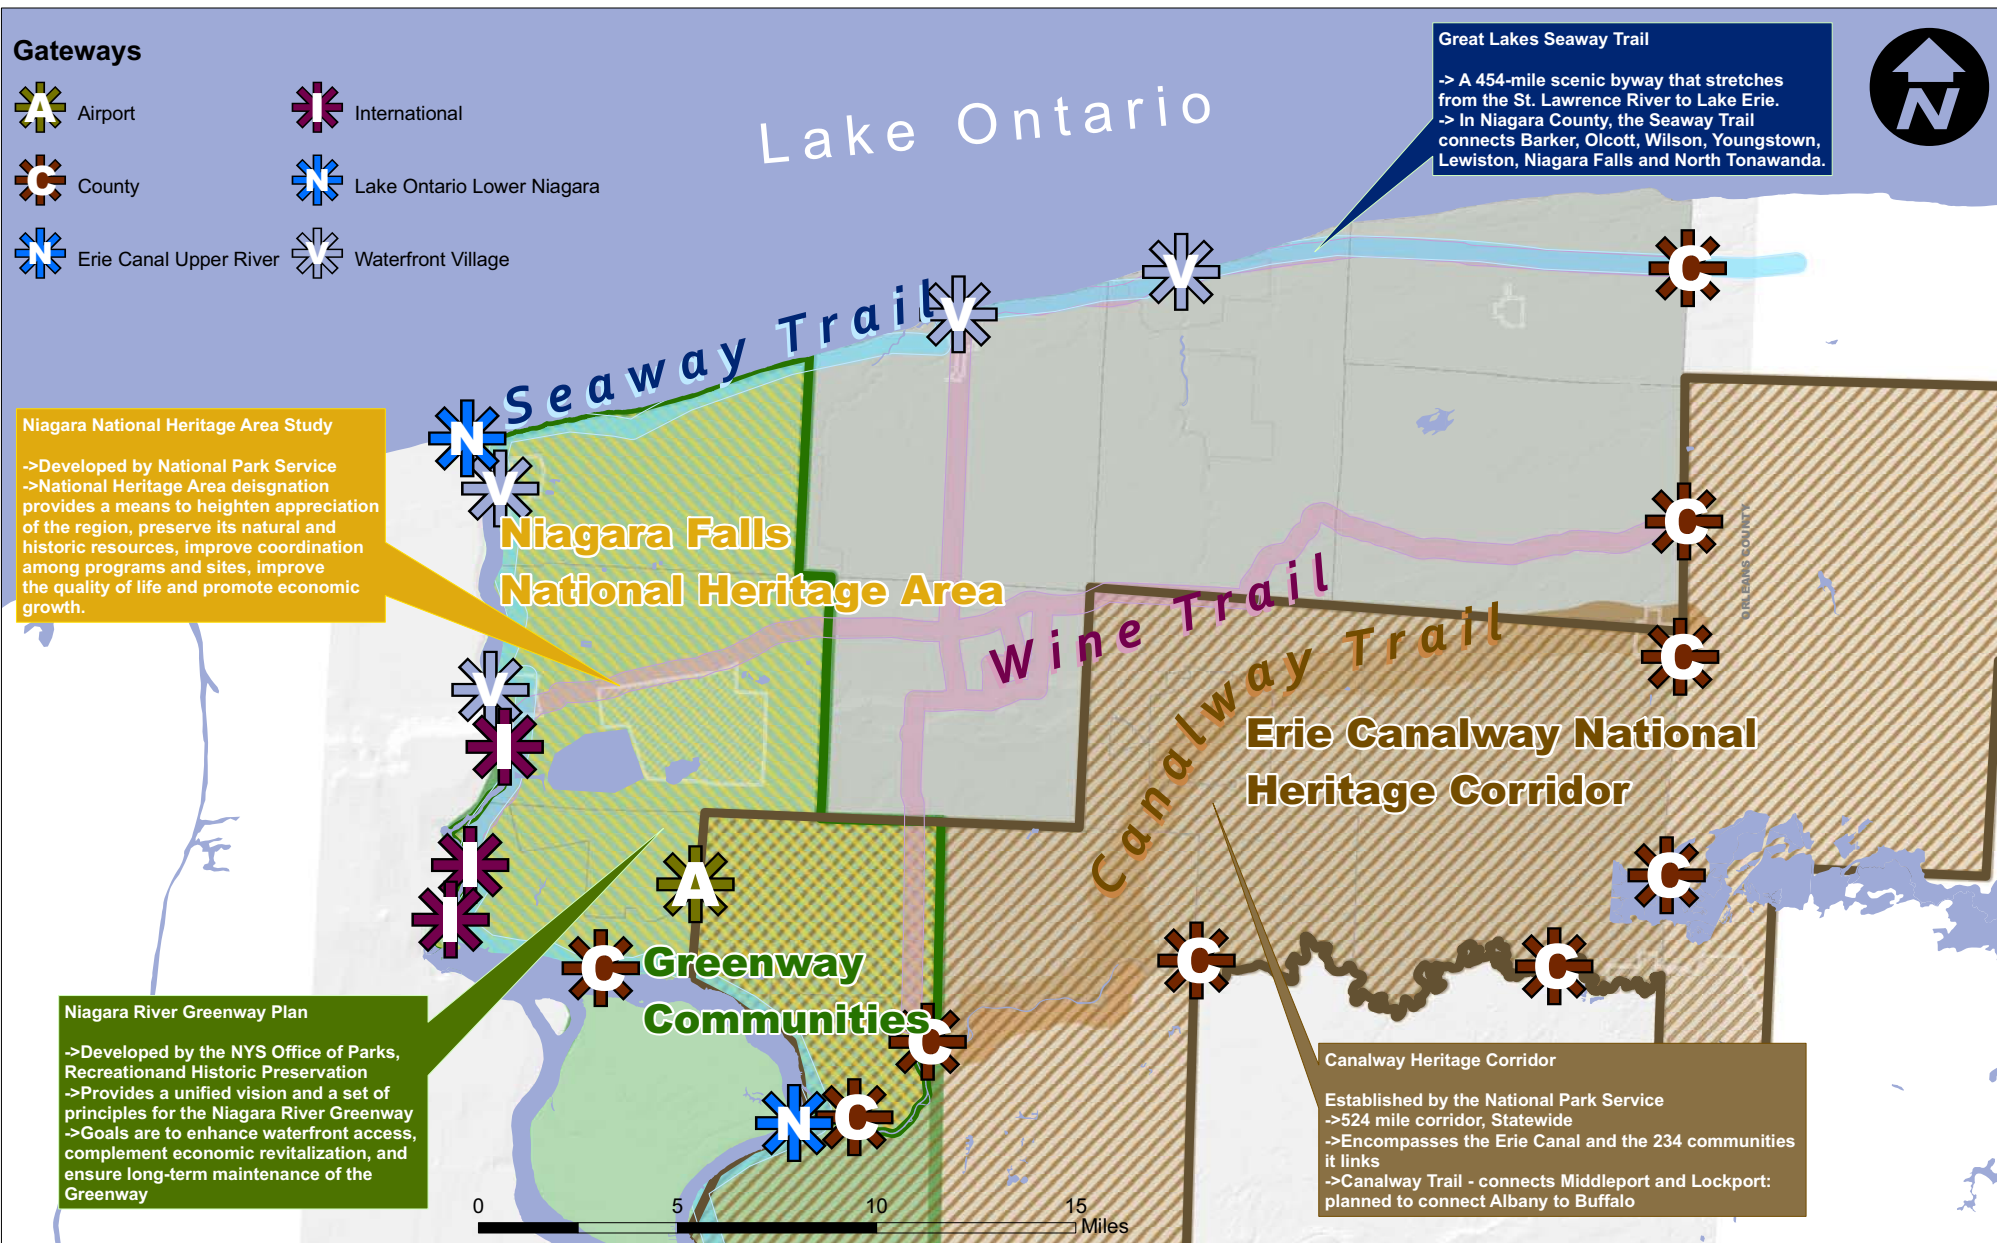 Gateways
A Airport
I International
C County
N Lake Ontario Lower Niagara
N Erie Canal Upper River
V Waterfront Village
Lake Ontario
Great Lakes Seaway Trail
-> A 454-mile scenic byway that stretches
from the St. Lawrence River to Lake Erie.
-> In Niagara County, the Seaway Trail
connects Barker, Olcott, Wilson, Youngstown,
Lewiston, Niagara Falls and North Tonawanda.
N
C
V
V
Seaway Trail
N
V
Niagara National Heritage Area Study
->Developed by National Park Service
->National Heritage Area deisgnation
provides a means to heighten appreciation
of the region, preserve its natural and
historic resources, improve coordination
among programs and sites, improve
the quality of life and promote economic
growth.
Niagara Falls
National Heritage Area
C
ORLEANS COUNTY
Wine Trail
Canalway Trail
C
V
I
Erie Canalway National
Heritage Corridor
I
A
C
I
C
Greenway
Communities
C
C
C
N
C
Niagara River Greenway Plan
->Developed by the NYS Office of Parks,
Recreationand Historic Preservation
->Provides a unified vision and a set of
principles for the Niagara River Greenway
->Goals are to enhance waterfront access,
complement economic revitalization, and
ensure long-term maintenance of the
Greenway
Canalway Heritage Corridor
Established by the National Park Service
->524 mile corridor, Statewide
->Encompasses the Erie Canal and the 234 communities
it links
->Canalway Trail - connects Middleport and Lockport:
planned to connect Albany to Buffalo
0 5 10 15
Miles